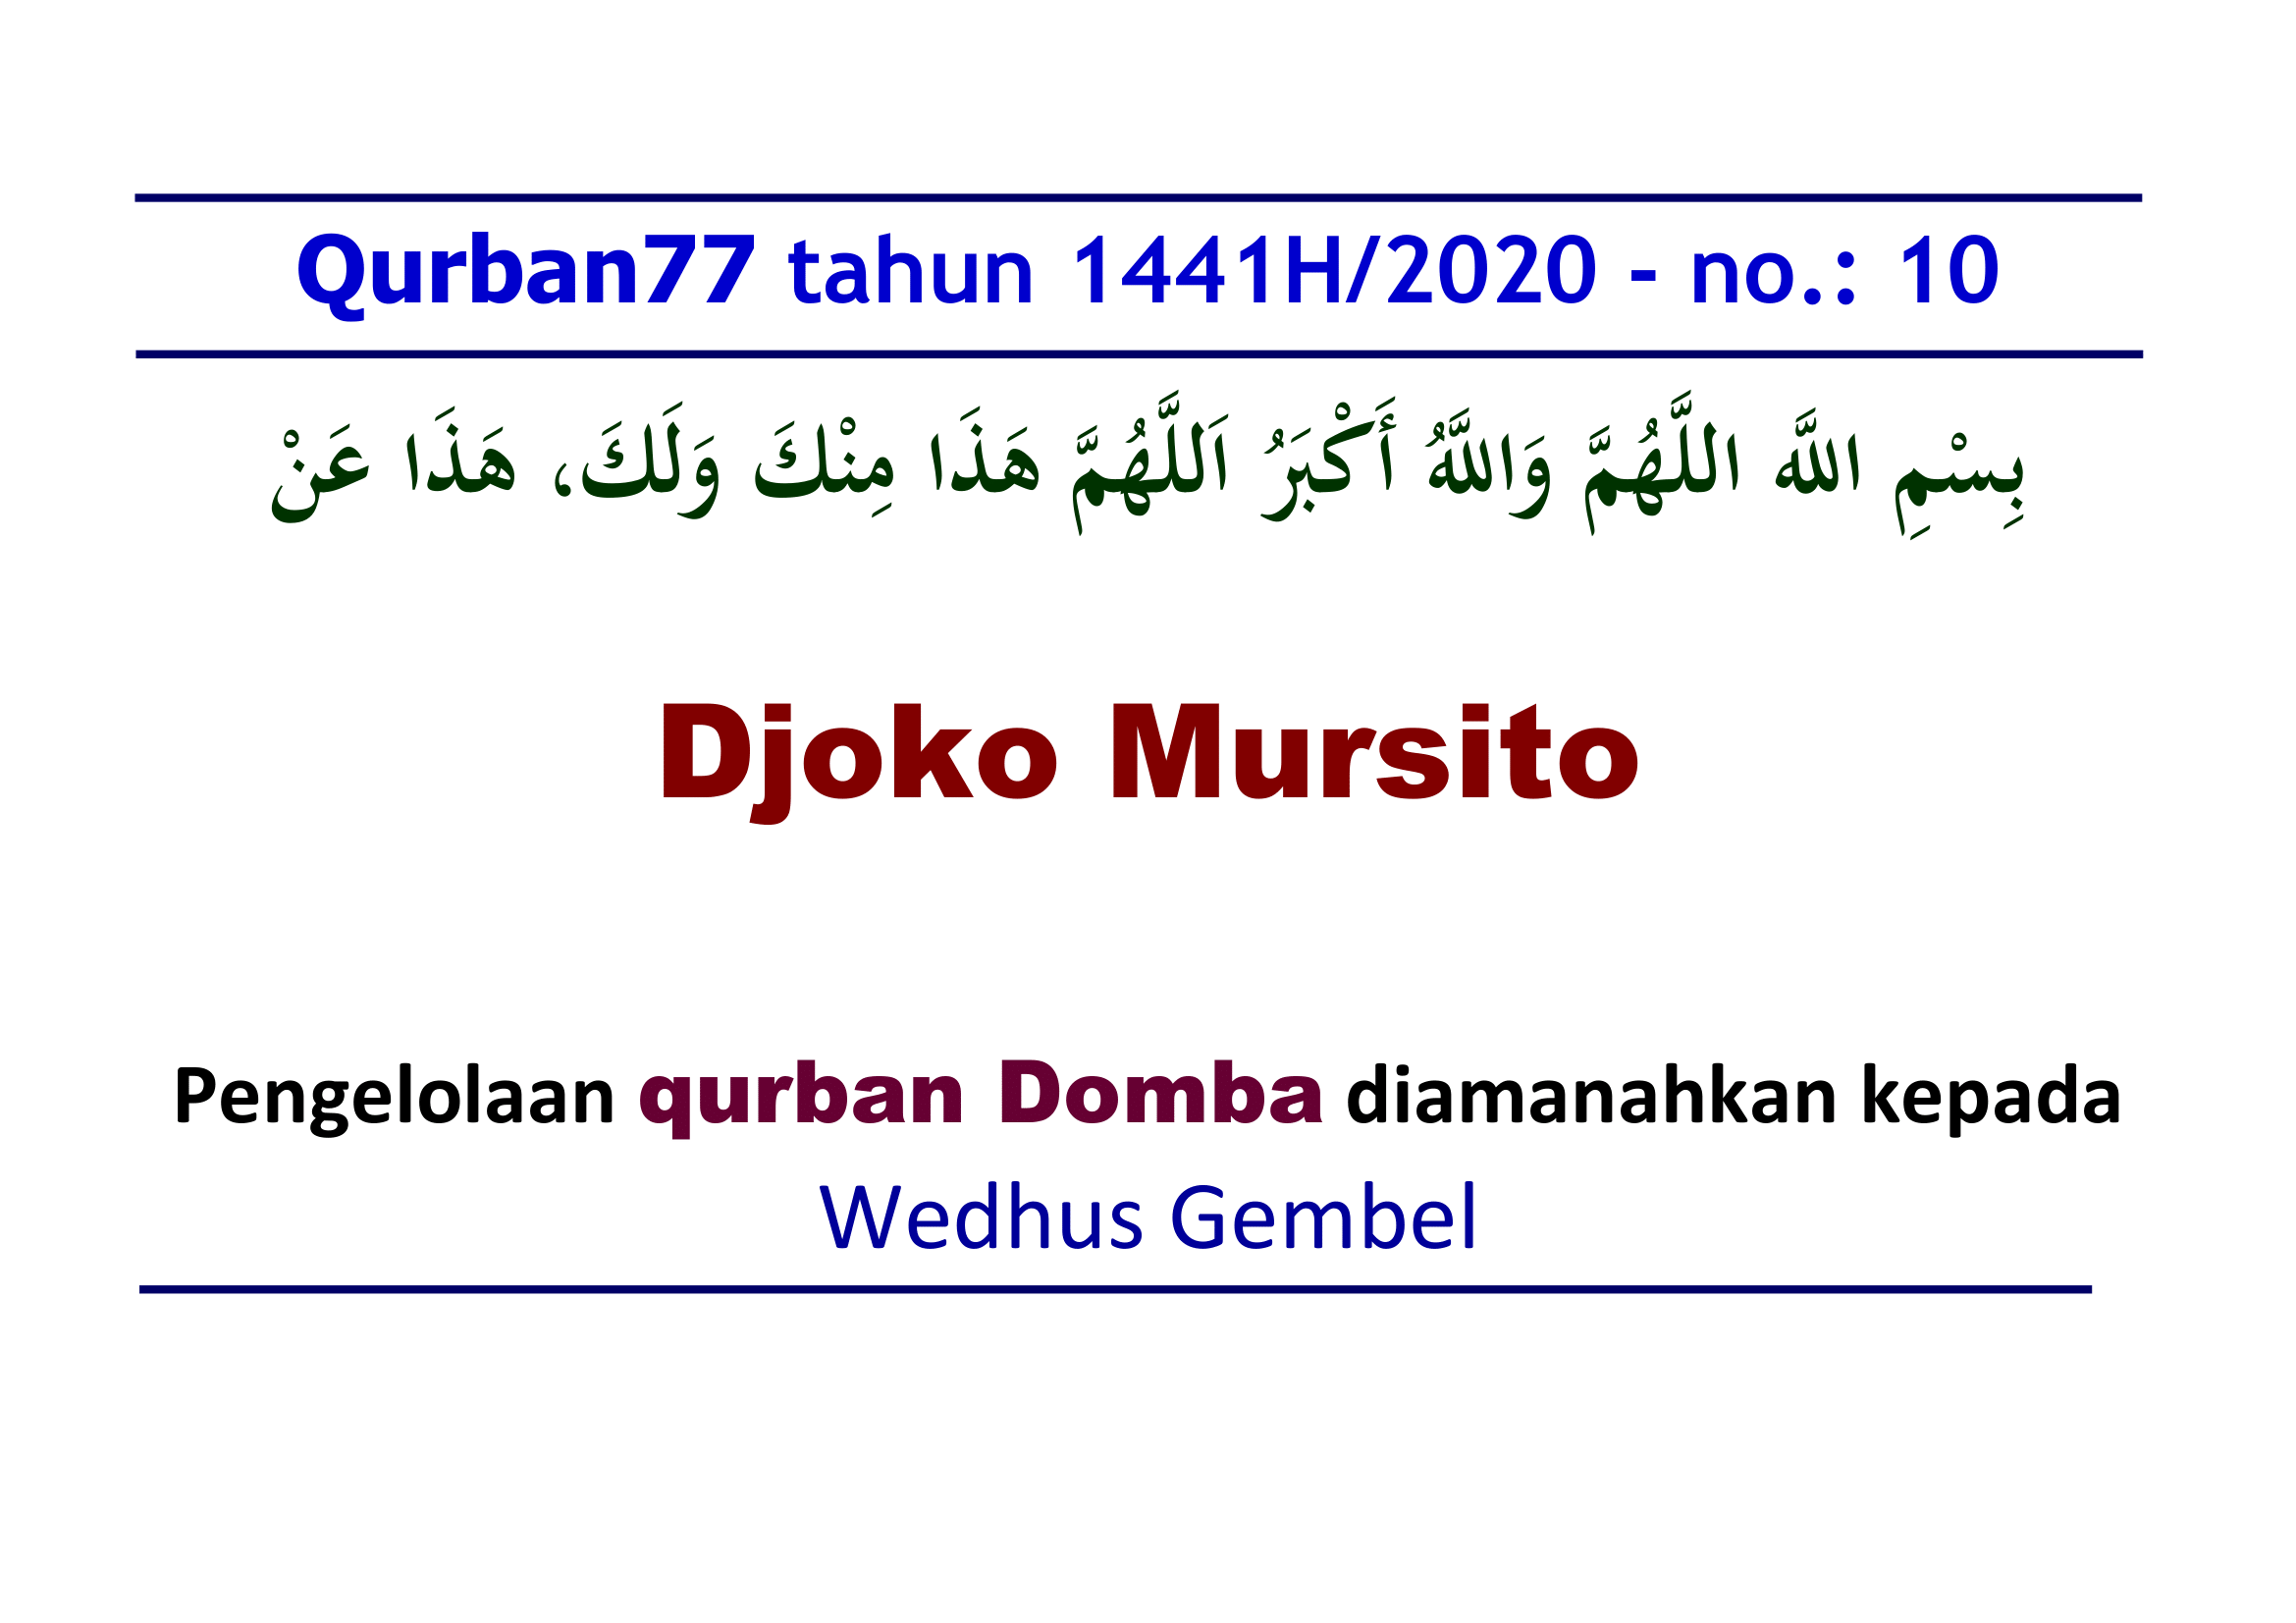 Qurban77 tahun 1441H/2020 - no.: 10
بِسْمِ اللَّه اللَّهُمَّ وَاللَّهُ أَكْبَرُ اَللَّهُمَّ هَذَا مِنْكَ وَلَكَ، هَذَا عَنْ
Djoko Mursito
Pengelolaan qurban Domba diamanahkan kepada
Wedhus Gembel